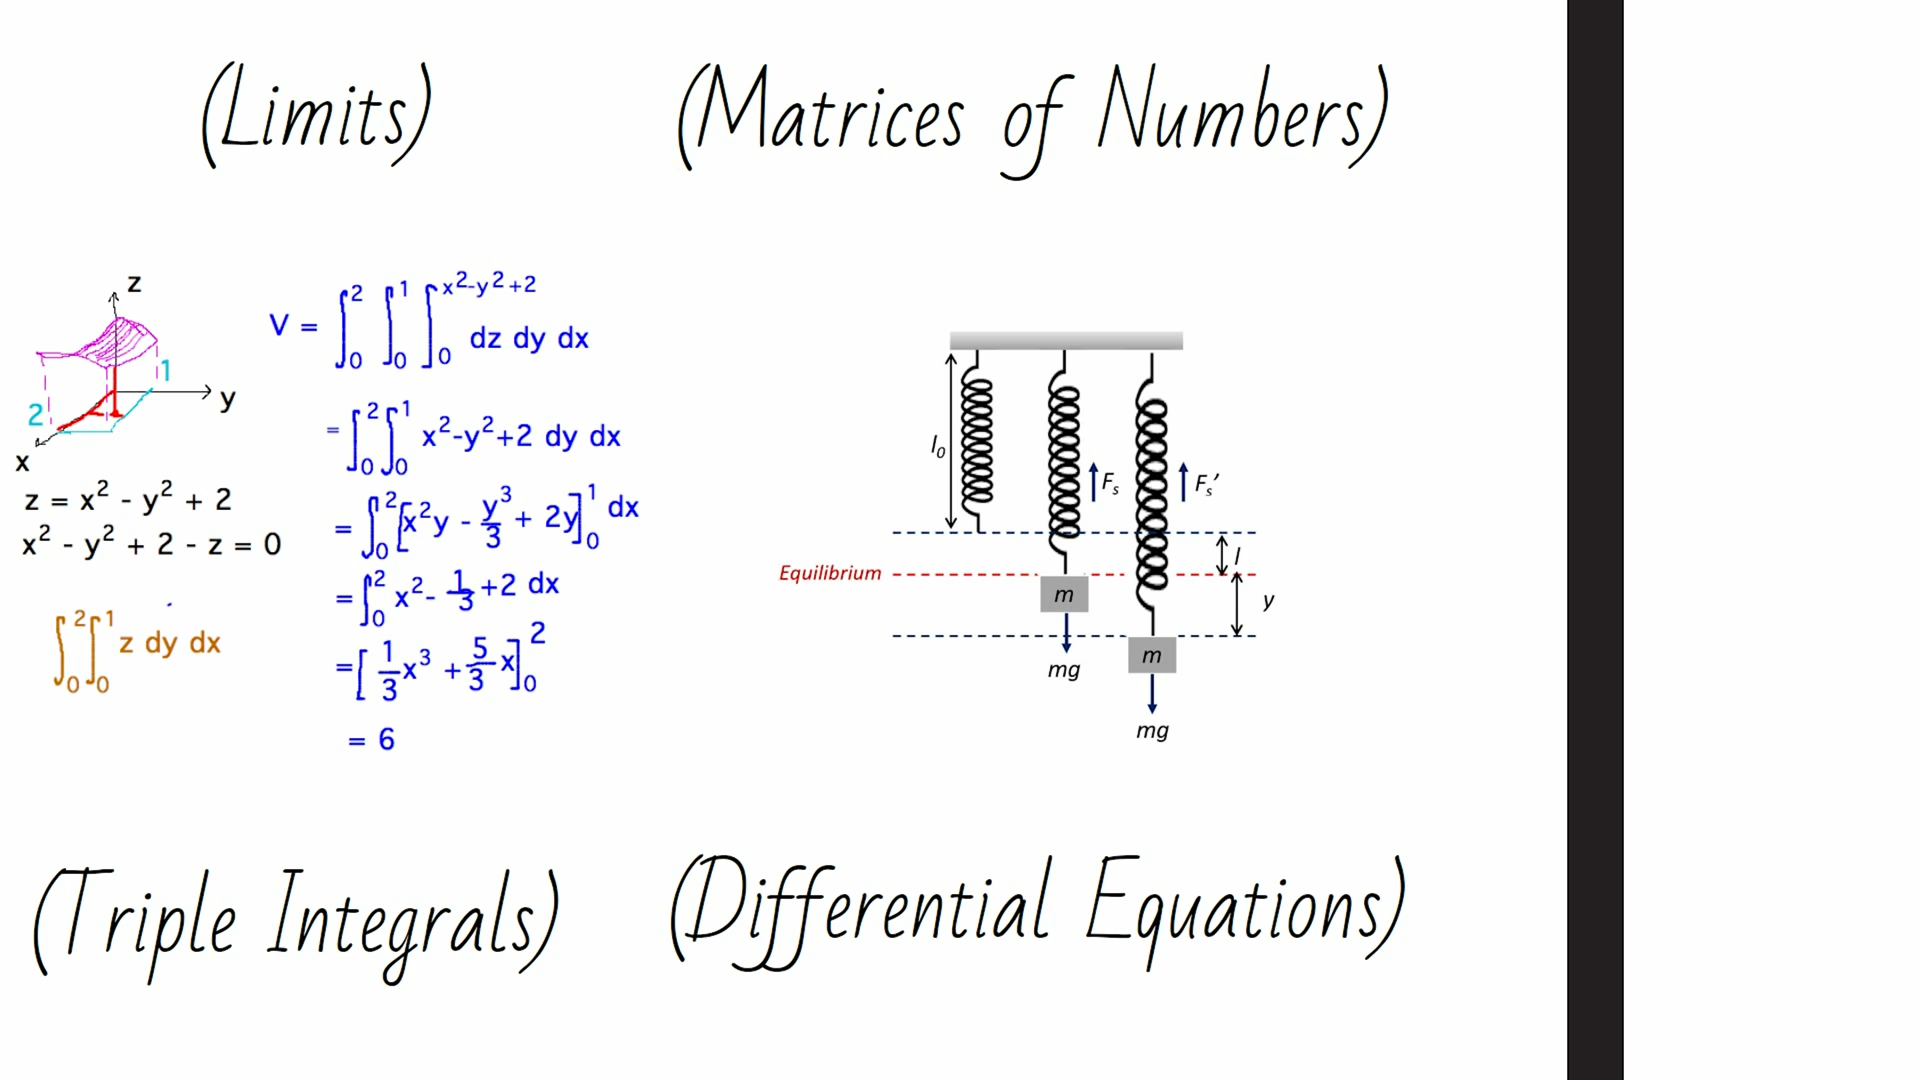 (Limits)
(Matrices of Numbers)
z
1
y
2
x
z = x² - y² + 2
x² - y² + 2 - z = 0
∫₀² ∫₀¹ z dy dx
V = ∫₀² ∫₀¹ ∫₀^(x²-y²+2) dz dy dx
= ∫₀² ∫₀¹ x²-y²+2 dy dx
= ∫₀² [x²y - y³/3 + 2y]₀¹ dx
= ∫₀² x² - 1/3 + 2 dx
= [1/3 x³ + 5/3 x]₀²
= 6
l₀
Fₛ
Fₛ′
l
Equilibrium
m
y
mg
m
mg
(Triple Integrals)
(Differential Equations)